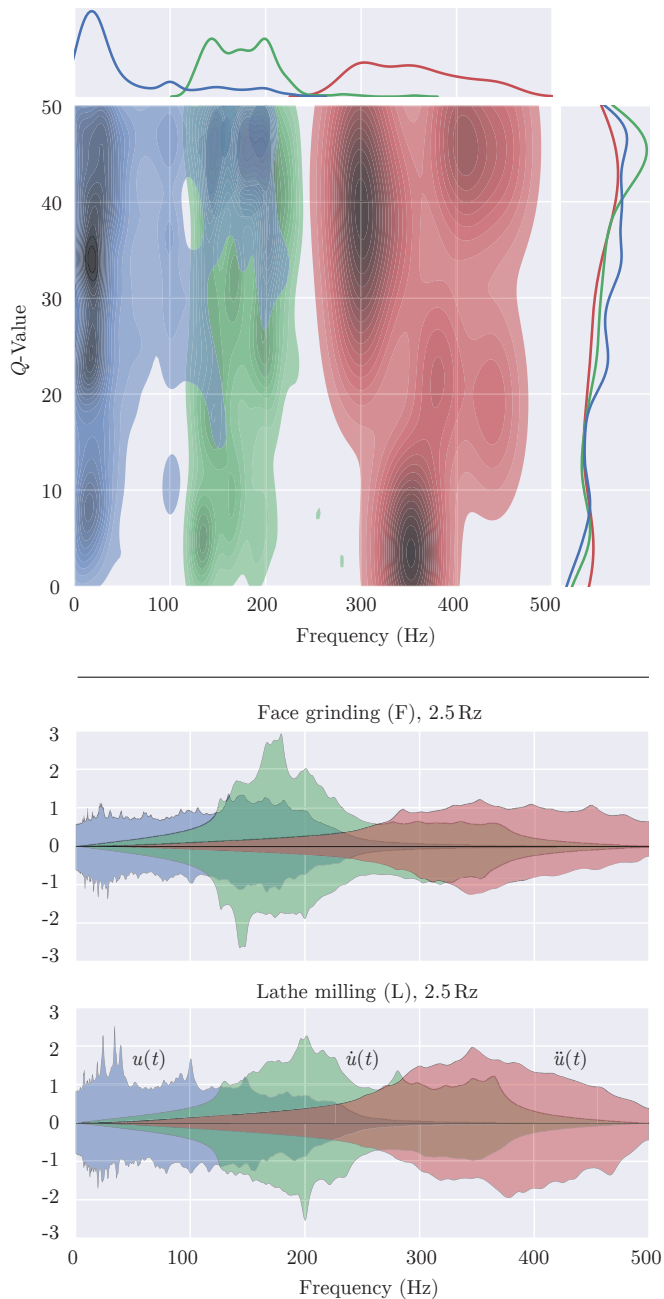 50
40
30
20
10
0
Q-Value
0 100 200 300 400 500
Frequency (Hz)
Face grinding (F), 2.5 Rz
3
2
1
0
-1
-2
-3
Lathe milling (L), 2.5 Rz
3
u(t) u̇(t) ü(t)
2
1
0
-1
-2
-3
0 100 200 300 400 500
Frequency (Hz)